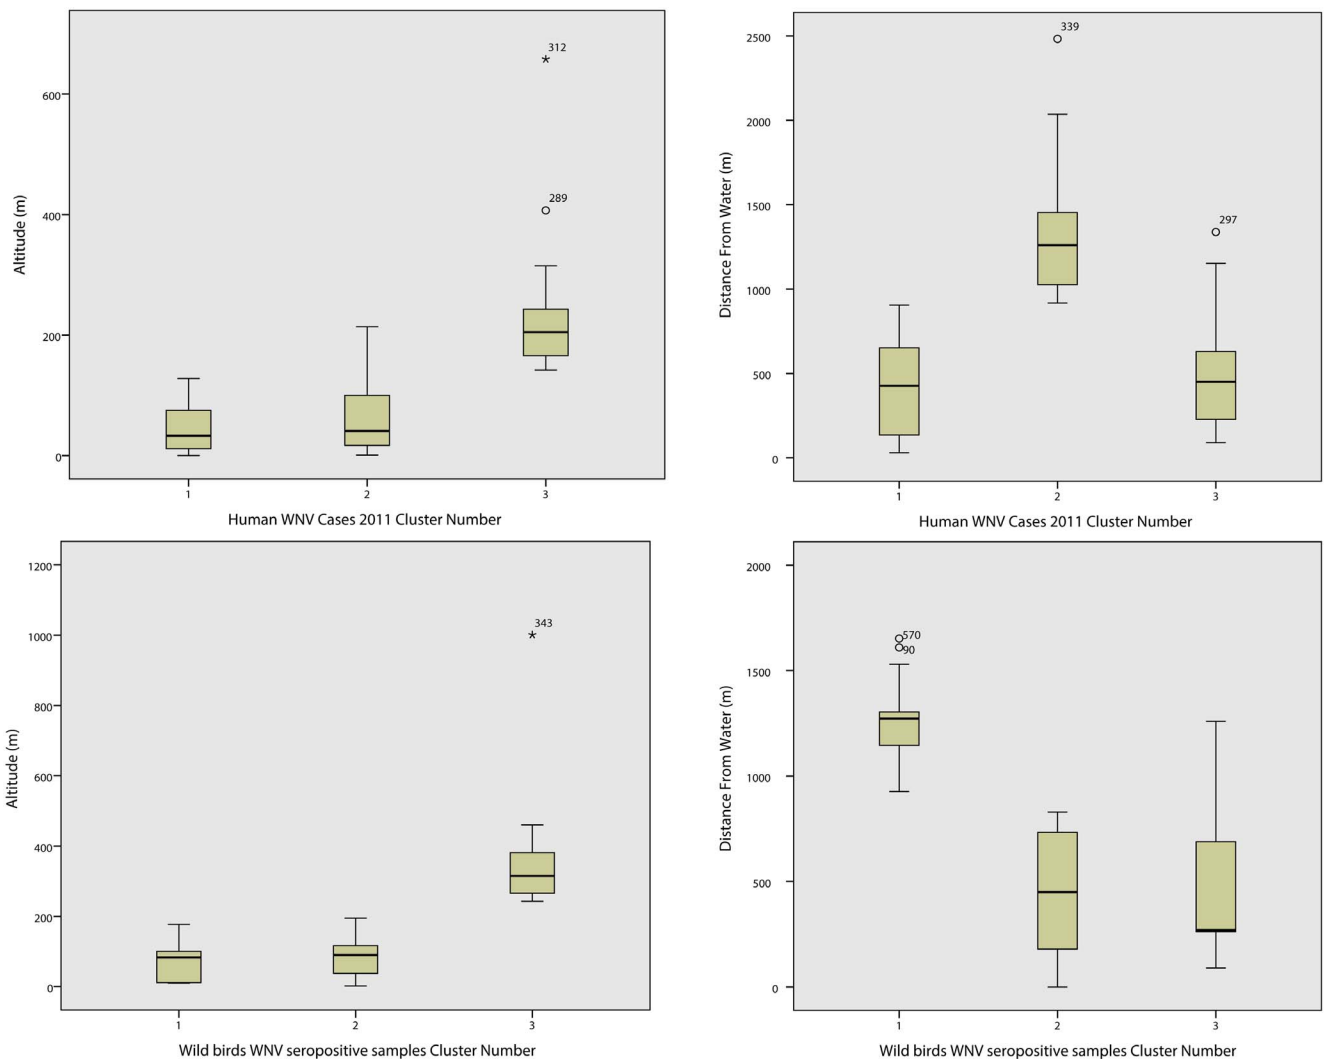 312
600
289
400
Altitude (m)
200
0
1 2 3
Human WNV Cases 2011 Cluster Number
339
2500
2000
1500
297
Distance From Water (m)
1000
500
0
1 2 3
Human WNV Cases 2011 Cluster Number
1200
343
1000
800
Altitude (m)
600
400
200
0
1 2 3
Wild birds WNV seropositive samples Cluster Number
2000
570
90
1500
Distance From Water (m)
1000
500
0
1 2 3
Wild birds WNV seropositive samples Cluster Number